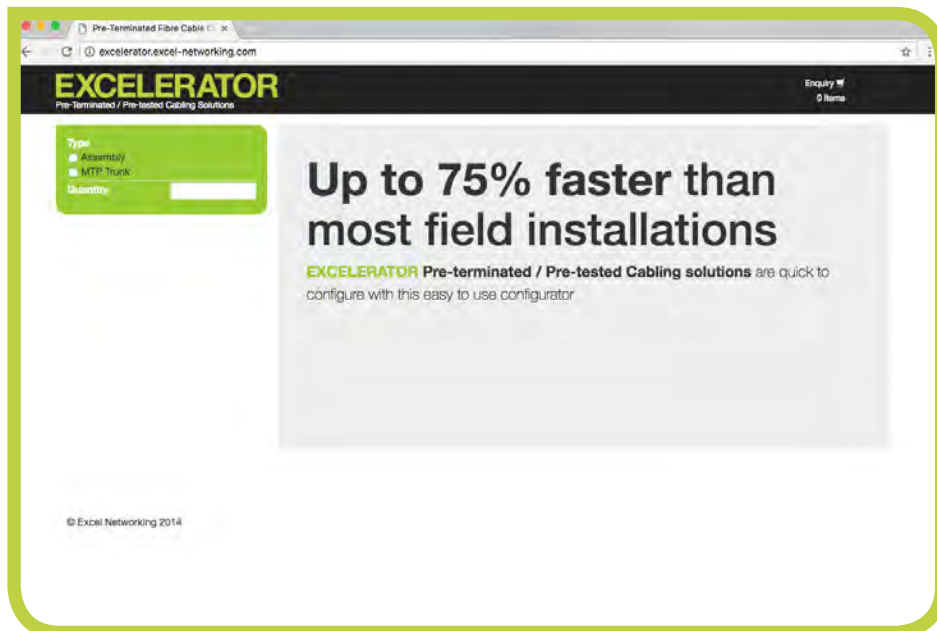 Pre-Terminated Fibre Cable
excelerator.excel-networking.com
EXCELERATOR
Pre-Terminated / Pre-tested Cabling Solutions
Enquiry
0 Items
Type
Assembly
MTP Trunk
Quantity
Up to 75% faster than
most field installations
EXCELERATOR Pre-terminated / Pre-tested Cabling solutions are quick to
configure with this easy to use configurator
© Excel Networking 2014